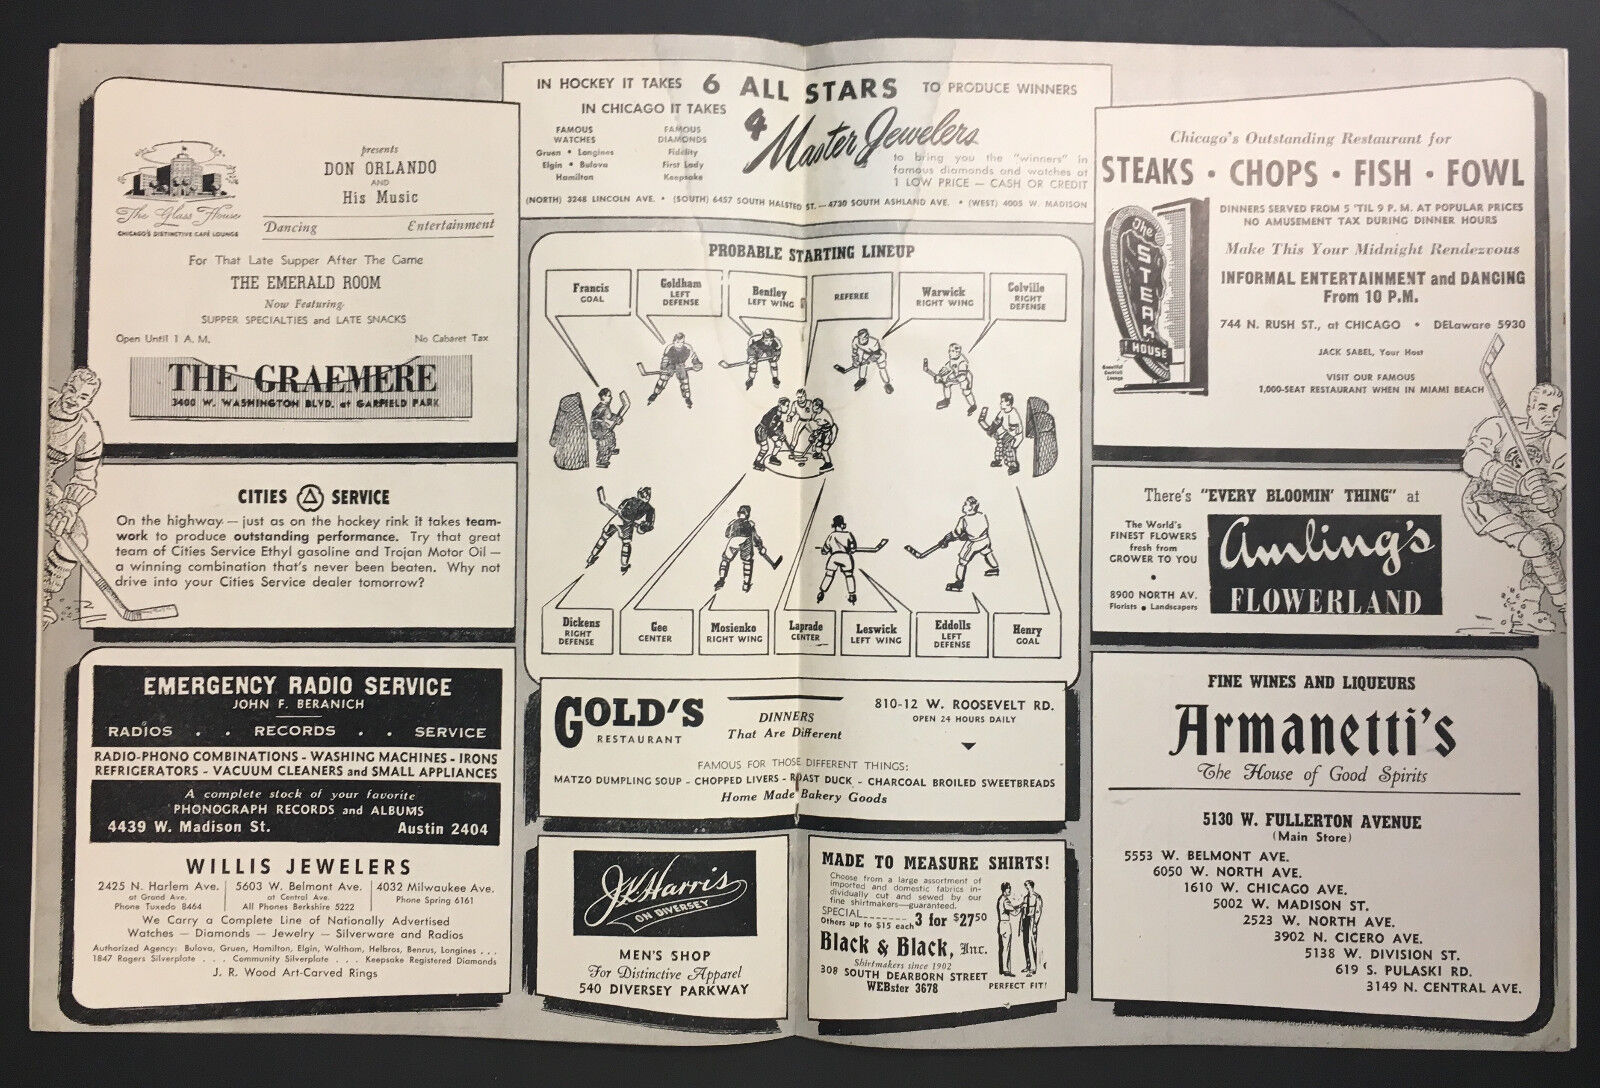 IN HOCKEY IT TAKES 6 ALL STARS TO PRODUCE WINNERS
IN CHICAGO IT TAKES 4 Master Jewelers
FAMOUS
WATCHES
Gruen • Longines
Elgin • Bulova
Hamilton
FAMOUS
DIAMONDS
Fidelity
First Lady
Keepsake
to bring you the "winners" in
famous diamonds and watches at
1 LOW PRICE — CASH OR CREDIT
(NORTH) 3248 LINCOLN AVE. • (SOUTH) 6457 SOUTH HALSTED ST.—4730 SOUTH ASHLAND AVE. • (WEST) 4005 W. MADISON
The Glass House
CHICAGO'S DISTINCTIVE CAFÉ LOUNGE
presents
DON ORLANDO
AND
His Music
Dancing Entertainment
For That Late Supper After The Game
THE EMERALD ROOM
Now Featuring
SUPPER SPECIALTIES and LATE SNACKS
Open Until 1 A. M. No Cabaret Tax
THE GRAEMERE
3400 W. WASHINGTON BLVD. at GARFIELD PARK
CITIES SERVICE
On the highway — just as on the hockey rink it takes team-
work to produce outstanding performance. Try that great
team of Cities Service Ethyl gasoline and Trojan Motor Oil —
a winning combination that's never been beaten. Why not
drive into your Cities Service dealer tomorrow?
EMERGENCY RADIO SERVICE
JOHN F. BERANICH
RADIOS . . RECORDS . . SERVICE
RADIO-PHONO COMBINATIONS - WASHING MACHINES - IRONS
REFRIGERATORS - VACUUM CLEANERS and SMALL APPLIANCES
A complete stock of your favorite
PHONOGRAPH RECORDS and ALBUMS
4439 W. Madison St. Austin 2404
WILLIS JEWELERS
2425 N. Harlem Ave.
at Grand Ave.
Phone Tuxedo 8464
5603 W. Belmont Ave.
at Central Ave.
All Phones Berkshire 5222
4032 Milwaukee Ave.
Phone Spring 6161
We Carry a Complete Line of Nationally Advertised
Watches — Diamonds — Jewelry — Silverware and Radios
Authorized Agency: Bulova, Gruen, Hamilton, Elgin, Waltham, Helbros, Benrus, Longines . . .
1847 Rogers Silverplate . . . Community Silverplate . . . Keepsake Registered Diamonds
J. R. Wood Art-Carved Rings
PROBABLE STARTING LINEUP
Francis
GOAL
Goldham
LEFT
DEFENSE
Bentley
LEFT WING
REFEREE
Warwick
RIGHT WING
Colville
RIGHT
DEFENSE
Dickens
RIGHT
DEFENSE
Gee
CENTER
Mosienko
RIGHT WING
Laprade
CENTER
Leswick
LEFT WING
Eddolls
LEFT
DEFENSE
Henry
GOAL
GOLD'S
RESTAURANT
DINNERS
That Are Different
810-12 W. ROOSEVELT RD.
OPEN 24 HOURS DAILY
FAMOUS FOR THOSE DIFFERENT THINGS:
MATZO DUMPLING SOUP - CHOPPED LIVERS - ROAST DUCK - CHARCOAL BROILED SWEETBREADS
Home Made Bakery Goods
Harris
ON DIVERSEY
MEN'S SHOP
For Distinctive Apparel
540 DIVERSEY PARKWAY
MADE TO MEASURE SHIRTS!
Choose from a large assortment of
imported and domestic fabrics in-
dividually cut and sewed by our
fine shirtmakers—guaranteed.
SPECIAL 3 for $27.50
Others up to $15 each
Black & Black, Inc.
Shirtmakers since 1902
308 SOUTH DEARBORN STREET
WEBster 3678
PERFECT FIT!
Chicago's Outstanding Restaurant for
STEAKS • CHOPS • FISH • FOWL
DINNERS SERVED FROM 5 'TIL 9 P. M. AT POPULAR PRICES
NO AMUSEMENT TAX DURING DINNER HOURS
Make This Your Midnight Rendezvous
INFORMAL ENTERTAINMENT and DANCING
From 10 P.M.
744 N. RUSH ST., at CHICAGO • DELaware 5930
JACK SABEL, Your Host
VISIT OUR FAMOUS
1,000-SEAT RESTAURANT WHEN IN MIAMI BEACH
The
STEAK
HOUSE
Beautiful
Cocktail
Lounge
There's "EVERY BLOOMIN' THING" at
The World's
FINEST FLOWERS
fresh from
GROWER TO YOU
•
8900 NORTH AV.
Florists • Landscapers
Amling's
FLOWERLAND
FINE WINES AND LIQUEURS
Armanetti's
The House of Good Spirits
5130 W. FULLERTON AVENUE
(Main Store)
5553 W. BELMONT AVE.
6050 W. NORTH AVE.
1610 W. CHICAGO AVE.
5002 W. MADISON ST.
2523 W. NORTH AVE.
3902 N. CICERO AVE.
5138 W. DIVISION ST.
619 S. PULASKI RD.
3149 N. CENTRAL AVE.